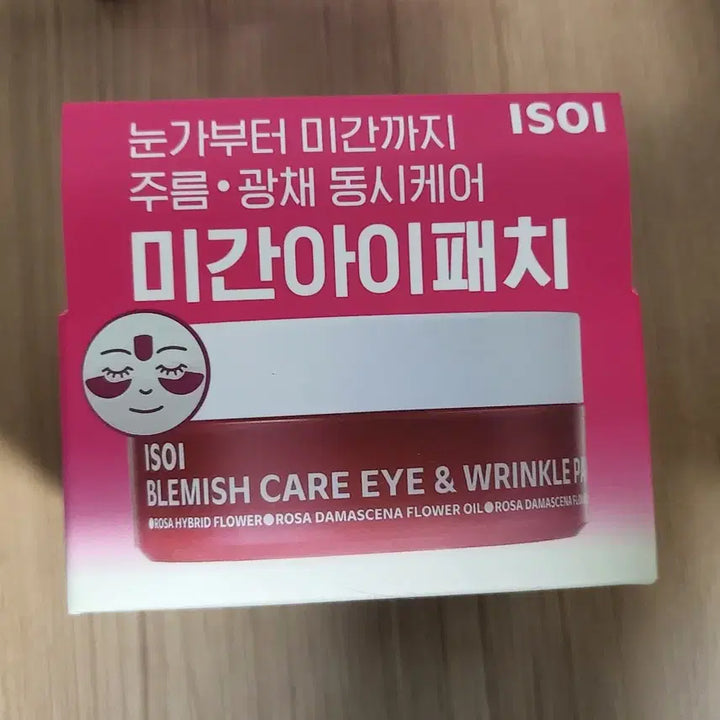 ISOI
눈가부터 미간까지
주름•광채 동시케어
미간아이패치
ISOI
BLEMISH CARE EYE & WRINKLE
●ROSA HYBRID FLOWER●ROSA DAMASCENA FLOWER OIL●ROSA DAMASCENA